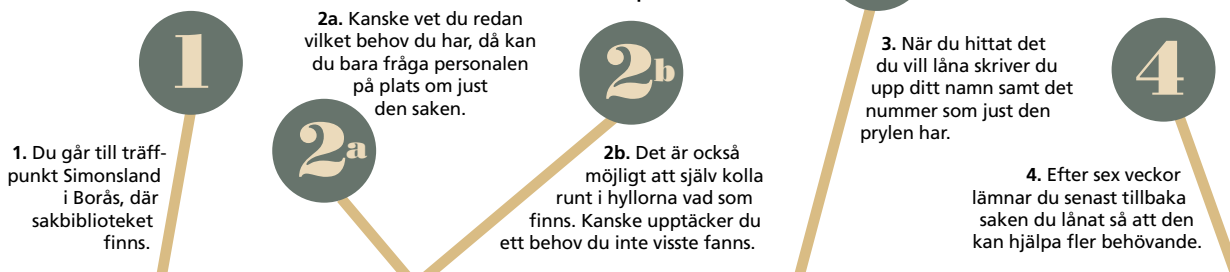 1
1. Du går till träff-
punkt Simonsland
i Borås, där
sakbiblioteket
finns.
2a. Kanske vet du redan
vilket behov du har, då kan
du bara fråga personalen
på plats om just
den saken.
2a
2b
2b. Det är också
möjligt att själv kolla
runt i hyllorna vad som
finns. Kanske upptäcker du
ett behov du inte visste fanns.
3. När du hittat det
du vill låna skriver du
upp ditt namn samt det
nummer som just den
prylen har.
4
4. Efter sex veckor
lämnar du senast tillbaka
saken du lånat så att den
kan hjälpa fler behövande.